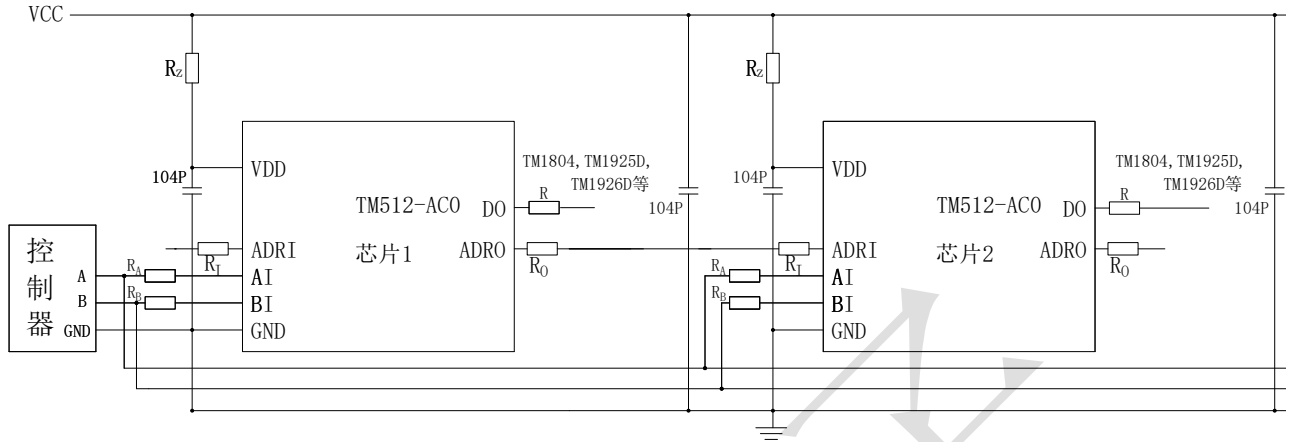 VCC
RZ
RZ
VDD
104P
TM512-AC0
芯片1
DO
ADRI
ADRO
AI
BI
GND
RI
R
TM1804, TM1925D,
TM1926D等
RO
104P
控制器
A
B
GND
RA
RB
VDD
104P
TM512-AC0
芯片2
DO
ADRI
ADRO
AI
BI
GND
RI
RA
RB
R
TM1804, TM1925D,
TM1926D等
RO
104P